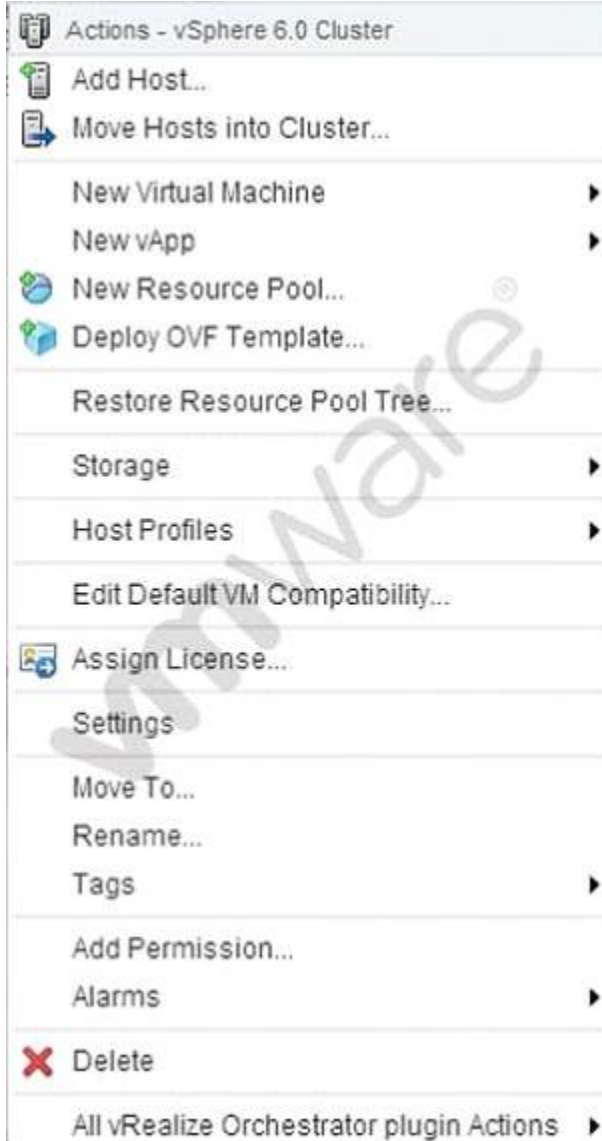 Actions - vSphere 6.0 Cluster
Add Host...
Move Hosts into Cluster...
New Virtual Machine
New vApp
New Resource Pool...
Deploy OVF Template...
Restore Resource Pool Tree...
Storage
Host Profiles
Edit Default VM Compatibility...
Assign License...
Settings
Move To...
Rename...
Tags
Add Permission...
Alarms
Delete
All vRealize Orchestrator plugin Actions
vmware®